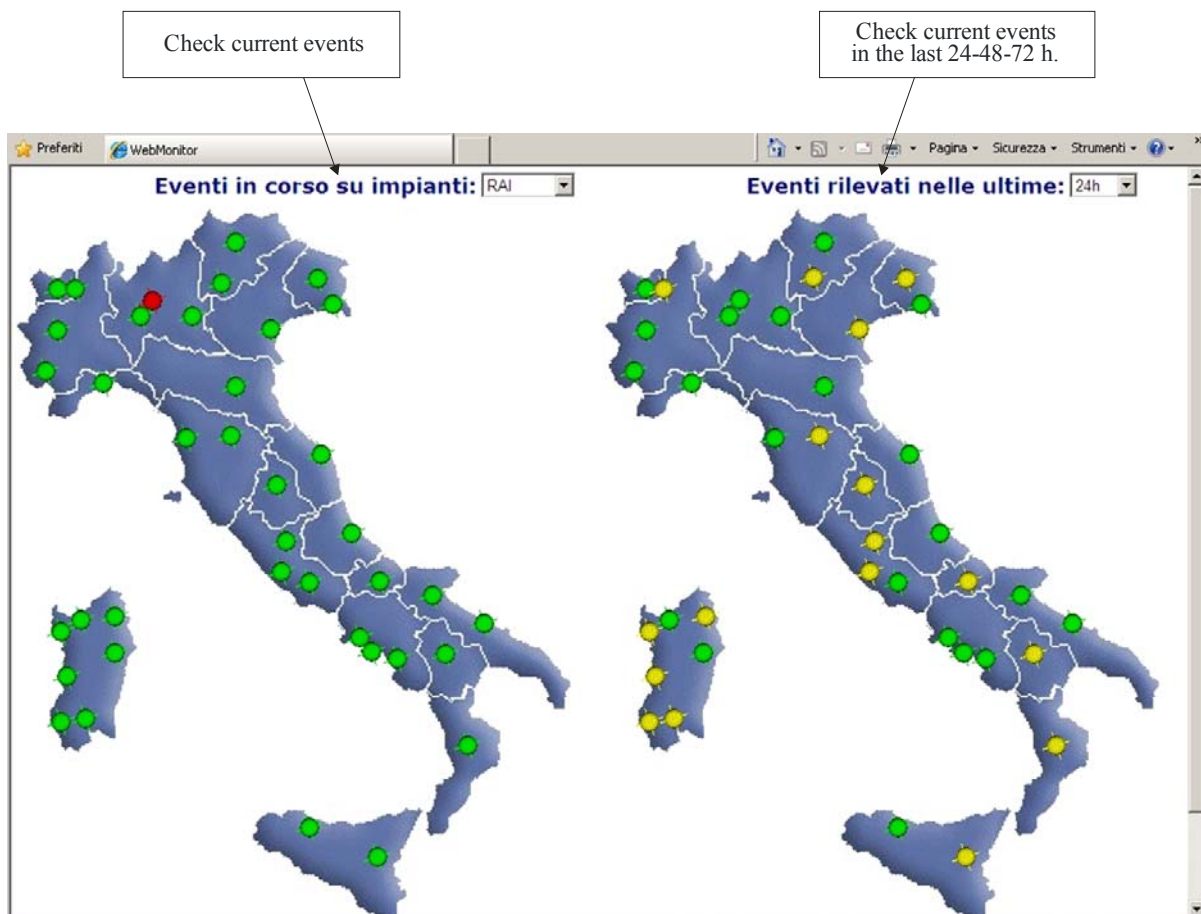 Check current events
Check current events
in the last 24-48-72 h.
Preferiti
WebMonitor
Pagina
Sicurezza
Strumenti
Eventi in corso su impianti: RAI
Eventi rilevati nelle ultime: 24h